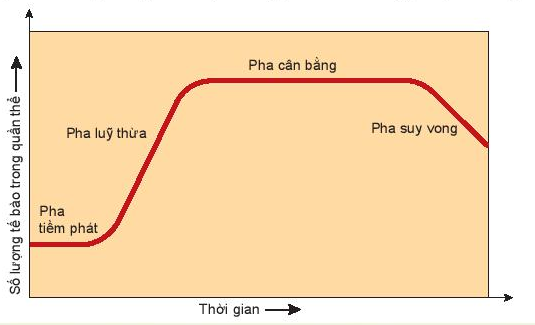 Số lượng tế bào trong quần thể
Pha cân bằng
Pha luỹ thừa
Pha suy vong
Pha
tiềm phát
Thời gian